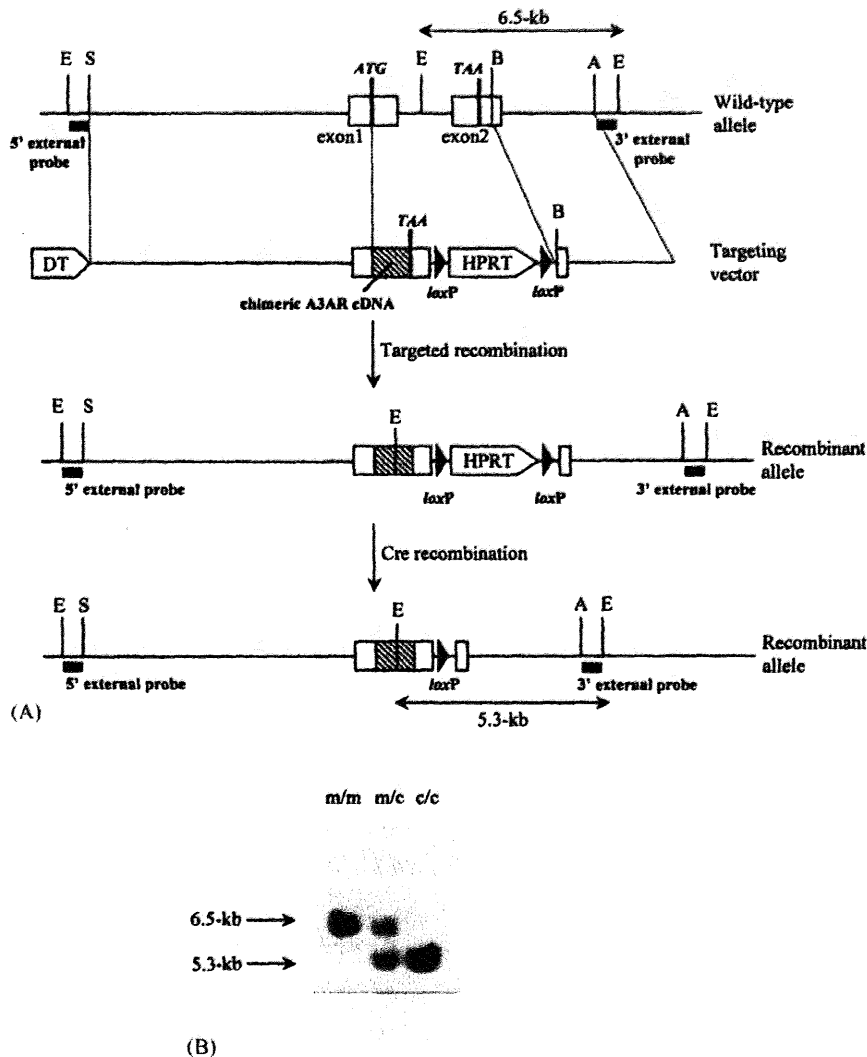 6.5-kb
E S ATG E TAA B A E
Wild-type
allele
exon1 exon2
5' external
probe
3' external
probe
TAA B
DT HPRT
Targeting
vector
chimeric A3AR cDNA
loxP loxP
Targeted recombination
E S E A E
HPRT
Recombinant
allele
5' external probe
loxP loxP
3' external probe
Cre recombination
E S E A E
Recombinant
allele
5' external probe
loxP
3' external probe
5.3-kb
(A)
m/m m/c c/c
6.5-kb
5.3-kb
(B)